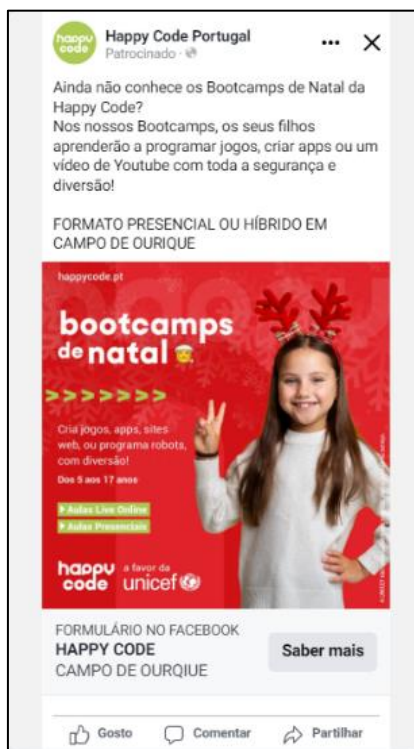 happy
code
Happy Code Portugal
Patrocinado ·
Ainda não conhece os Bootcamps de Natal da
Happy Code?
Nos nossos Bootcamps, os seus filhos
aprenderão a programar jogos, criar apps ou um
vídeo de Youtube com toda a segurança e
diversão!
FORMATO PRESENCIAL OU HÍBRIDO EM
CAMPO DE OURIQUE
happycode.pt
bootcamps
de natal
>>>>>>>
Cria jogos, apps, sites
web, ou programa robots,
com diversão!
Dos 5 aos 17 anos
Aulas Live Online
Aulas Presenciais
happy
code
a favor da
unicef
FORMULÁRIO NO FACEBOOK
HAPPY CODE
CAMPO DE OURQIUE
Saber mais
Gosto
Comentar
Partilhar